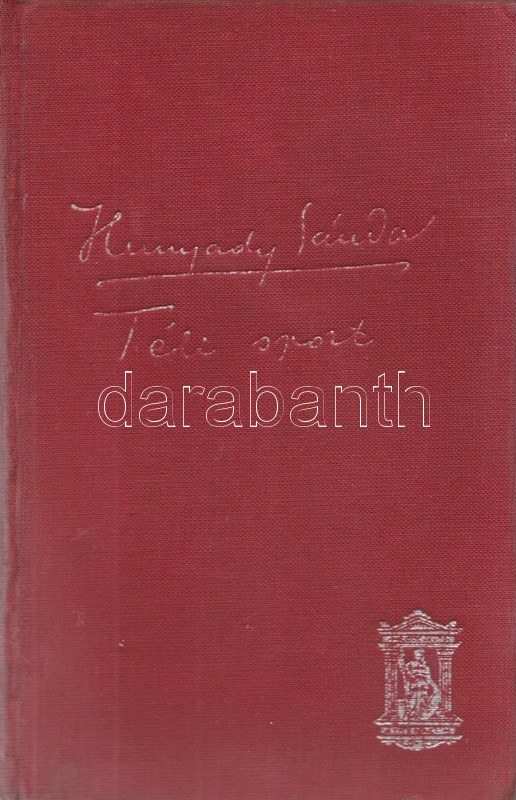 Hunyady Sándor
Téli sport
darabanth